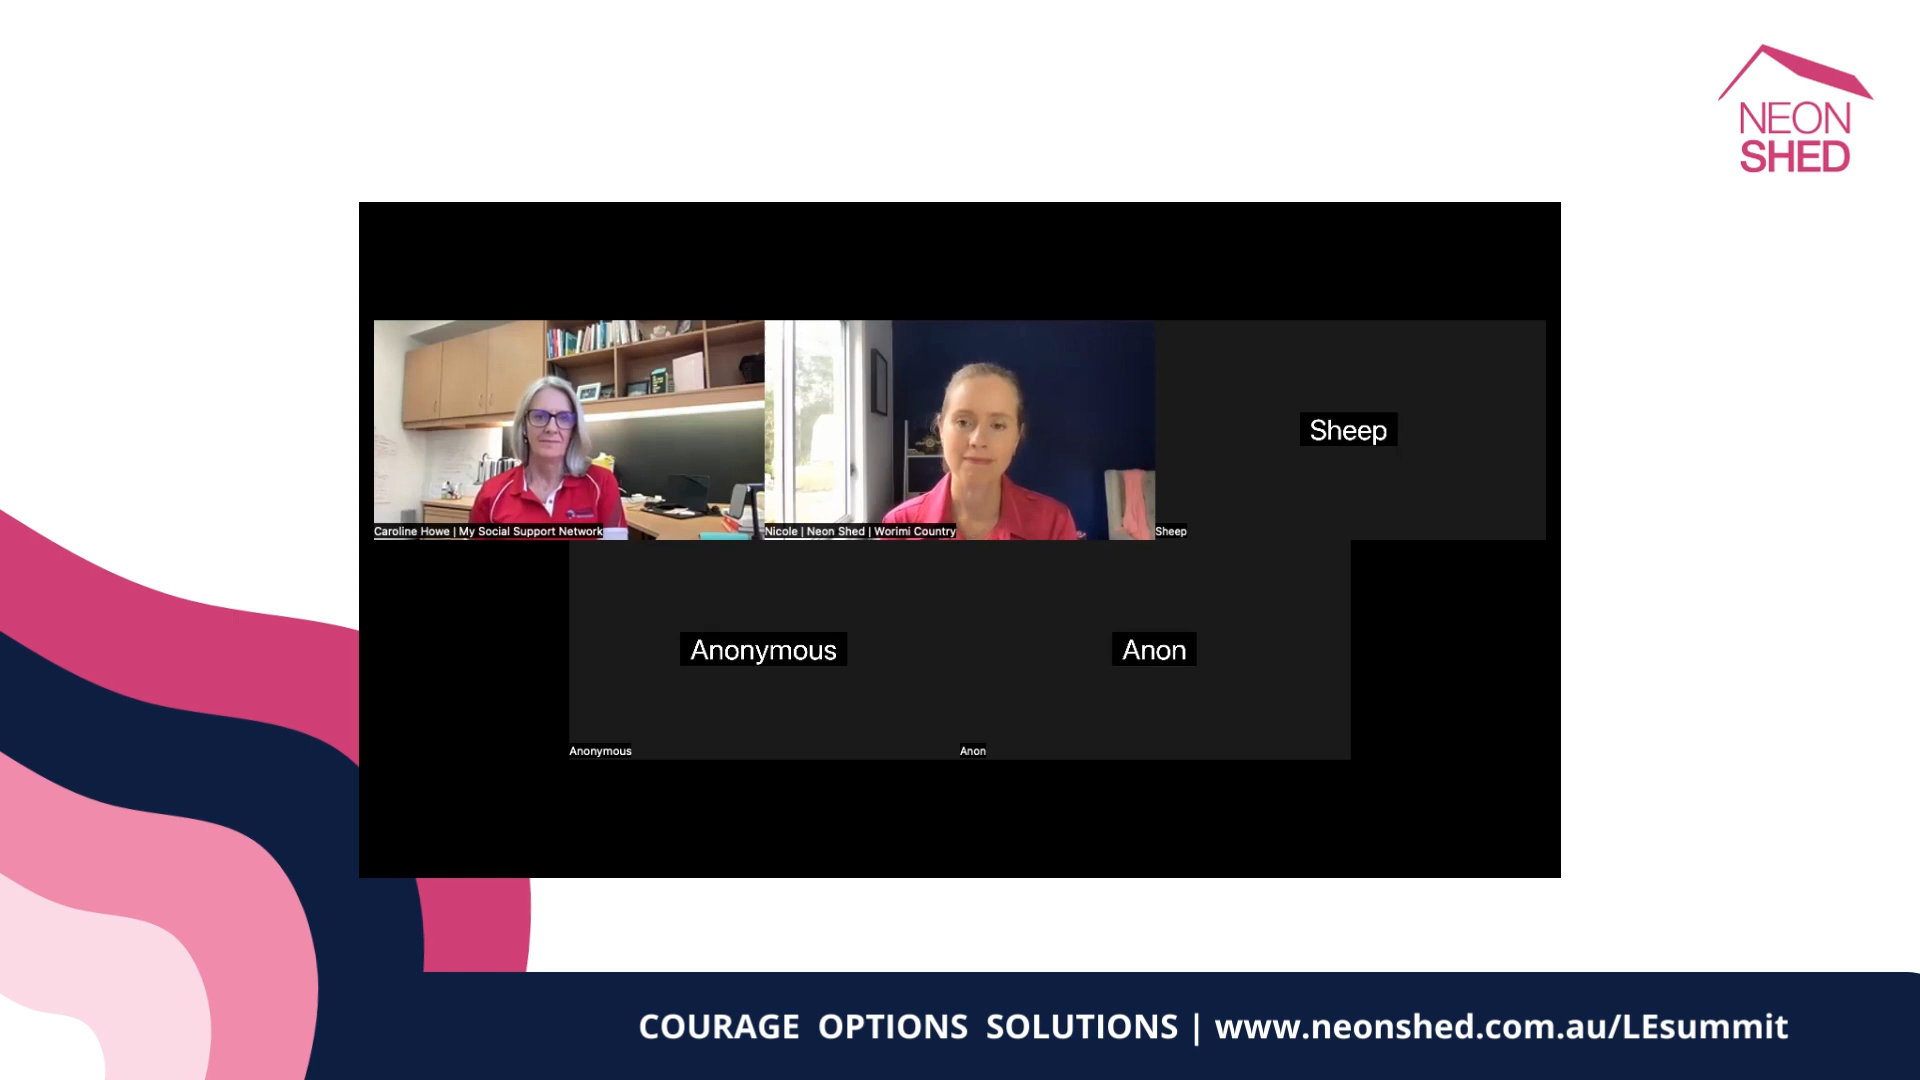 NEON
SHED
Sheep
Caroline Howe | My Social Support Network
Nicole | Neon Shed | Worimi Country
Sheep
Anonymous
Anon
Anonymous
Anon
COURAGE OPTIONS SOLUTIONS | www.neonshed.com.au/LEsummit